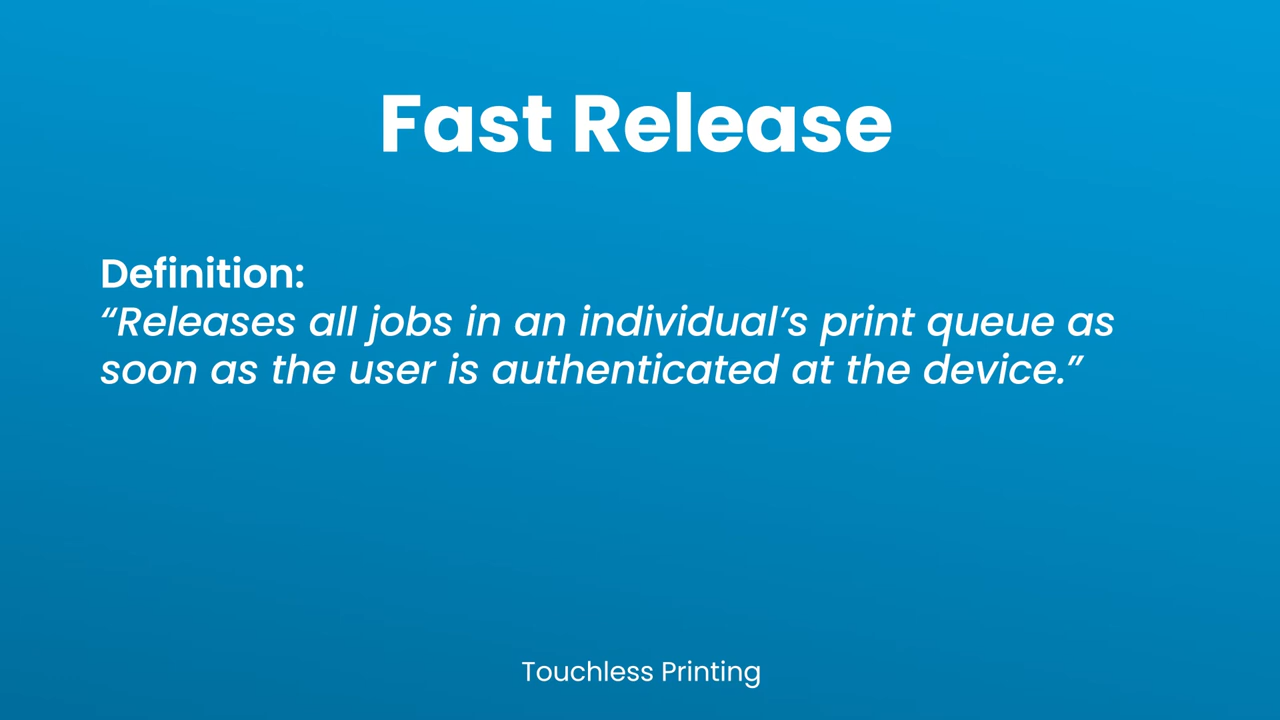 Fast Release
Definition:
“Releases all jobs in an individual’s print queue as
soon as the user is authenticated at the device.”
Touchless Printing